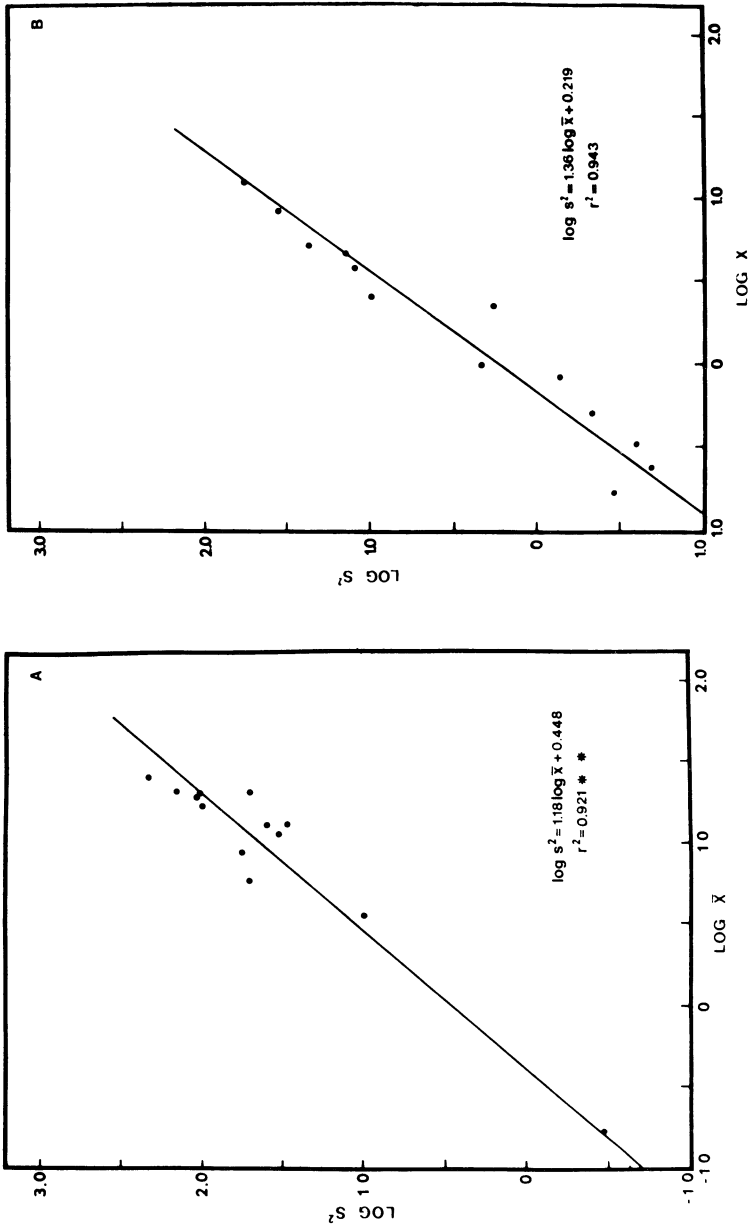 A
3.0
2.0
1 0
0
-1 0
LOG S²
log s² = 1.18 log x̄ + 0.448
r² = 0.921 * *
-1 0
0
1 0
2.0
LOG X̄
B
3.0
2.0
1.0
0
1.0
LOG S²
log s² = 1.36 log x̄ + 0.219
r² = 0.943
1.0
0
1.0
2.0
LOG X